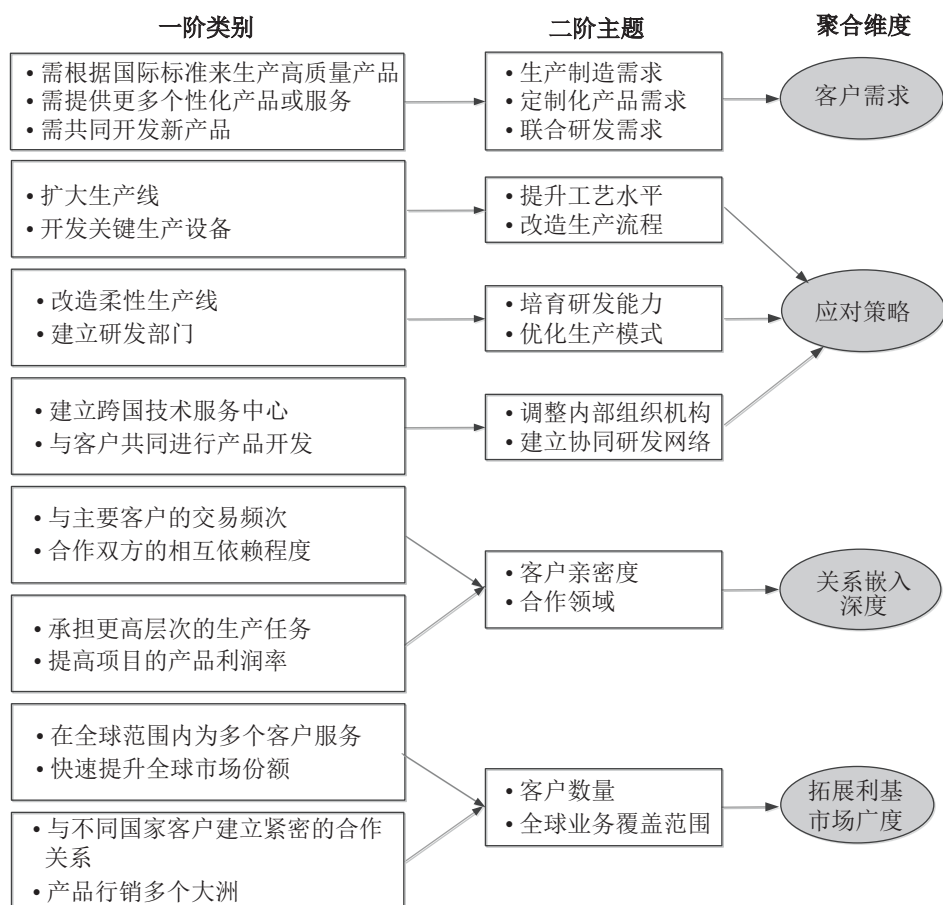 一阶类别
二阶主题
聚合维度
• 需根据国际标准来生产高质量产品
• 需提供更多个性化产品或服务
• 需共同开发新产品
• 生产制造需求
• 定制化产品需求
• 联合研发需求
客户需求
• 扩大生产线
• 开发关键生产设备
• 提升工艺水平
• 改造生产流程
• 改造柔性生产线
• 建立研发部门
• 培育研发能力
• 优化生产模式
应对策略
• 建立跨国技术服务中心
• 与客户共同进行产品开发
• 调整内部组织机构
• 建立协同研发网络
• 与主要客户的交易频次
• 合作双方的相互依赖程度
• 承担更高层次的生产任务
• 提高项目的产品利润率
• 客户亲密度
• 合作领域
关系嵌入
深度
• 在全球范围内为多个客户服务
• 快速提升全球市场份额
• 与不同国家客户建立紧密的合作
关系
• 产品行销多个大洲
• 客户数量
• 全球业务覆盖范围
拓展利基
市场广度